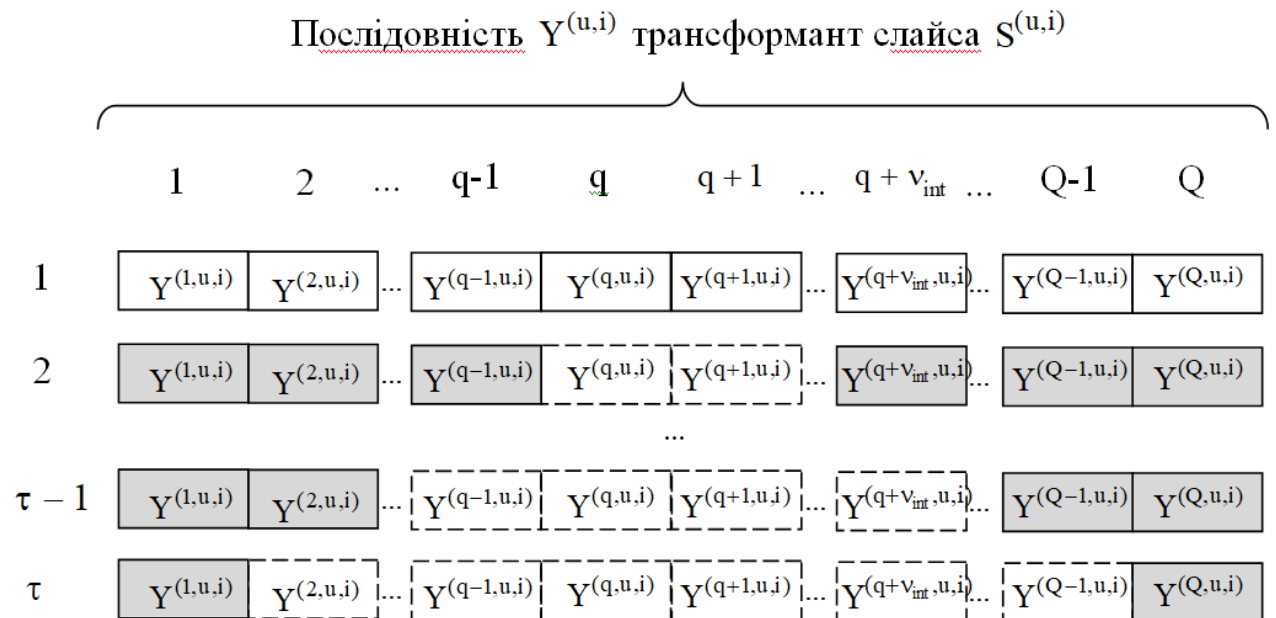 Послідовність Y^(u,i) трансформант слайса S^(u,i)
1 2 ... q-1 q q + 1 ... q + ν_int ... Q-1 Q
1 Y^(1,u,i) Y^(2,u,i) ... Y^(q−1,u,i) Y^(q,u,i) Y^(q+1,u,i) ... Y^(q+ν_int,u,i) ... Y^(Q−1,u,i) Y^(Q,u,i)
2 Y^(1,u,i) Y^(2,u,i) ... Y^(q−1,u,i) Y^(q,u,i) Y^(q+1,u,i) ... Y^(q+ν_int,u,i) ... Y^(Q−1,u,i) Y^(Q,u,i)
...
τ − 1 Y^(1,u,i) Y^(2,u,i) ... Y^(q−1,u,i) Y^(q,u,i) Y^(q+1,u,i) ... Y^(q+ν_int,u,i) ... Y^(Q−1,u,i) Y^(Q,u,i)
τ Y^(1,u,i) Y^(2,u,i) ... Y^(q−1,u,i) Y^(q,u,i) Y^(q+1,u,i) ... Y^(q+ν_int,u,i) ... Y^(Q−1,u,i) Y^(Q,u,i)